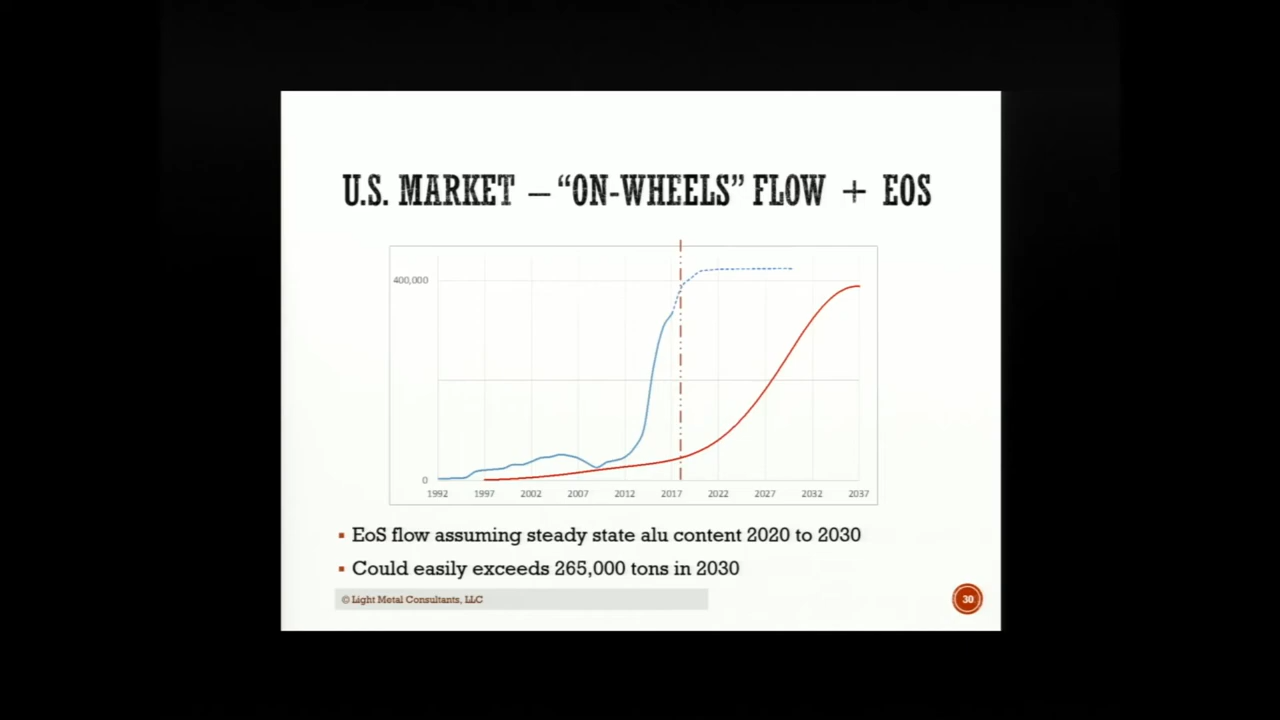 U.S. MARKET – “ON-WHEELS” FLOW + EOS
400,000
0
1992 1997 2002 2007 2012 2017 2022 2027 2032 2037
▪ EoS flow assuming steady state alu content 2020 to 2030
▪ Could easily exceeds 265,000 tons in 2030
© Light Metal Consultants, LLC
30